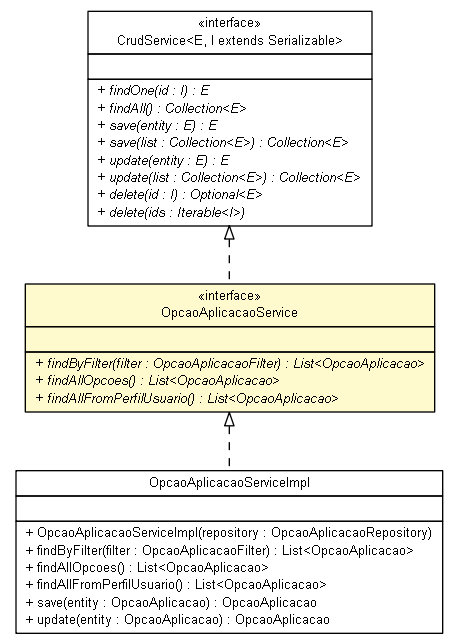 «interface»
CrudService<E, I extends Serializable>
+ findOne(id : I) : E
+ findAll() : Collection<E>
+ save(entity : E) : E
+ save(list : Collection<E>) : Collection<E>
+ update(entity : E) : E
+ update(list : Collection<E>) : Collection<E>
+ delete(id : I) : Optional<E>
+ delete(ids : Iterable<I>)
«interface»
OpcaoAplicacaoService
+ findByFilter(filter : OpcaoAplicacaoFilter) : List<OpcaoAplicacao>
+ findAllOpcoes() : List<OpcaoAplicacao>
+ findAllFromPerfilUsuario() : List<OpcaoAplicacao>
OpcaoAplicacaoServiceImpl
+ OpcaoAplicacaoServiceImpl(repository : OpcaoAplicacaoRepository)
+ findByFilter(filter : OpcaoAplicacaoFilter) : List<OpcaoAplicacao>
+ findAllOpcoes() : List<OpcaoAplicacao>
+ findAllFromPerfilUsuario() : List<OpcaoAplicacao>
+ save(entity : OpcaoAplicacao) : OpcaoAplicacao
+ update(entity : OpcaoAplicacao) : OpcaoAplicacao